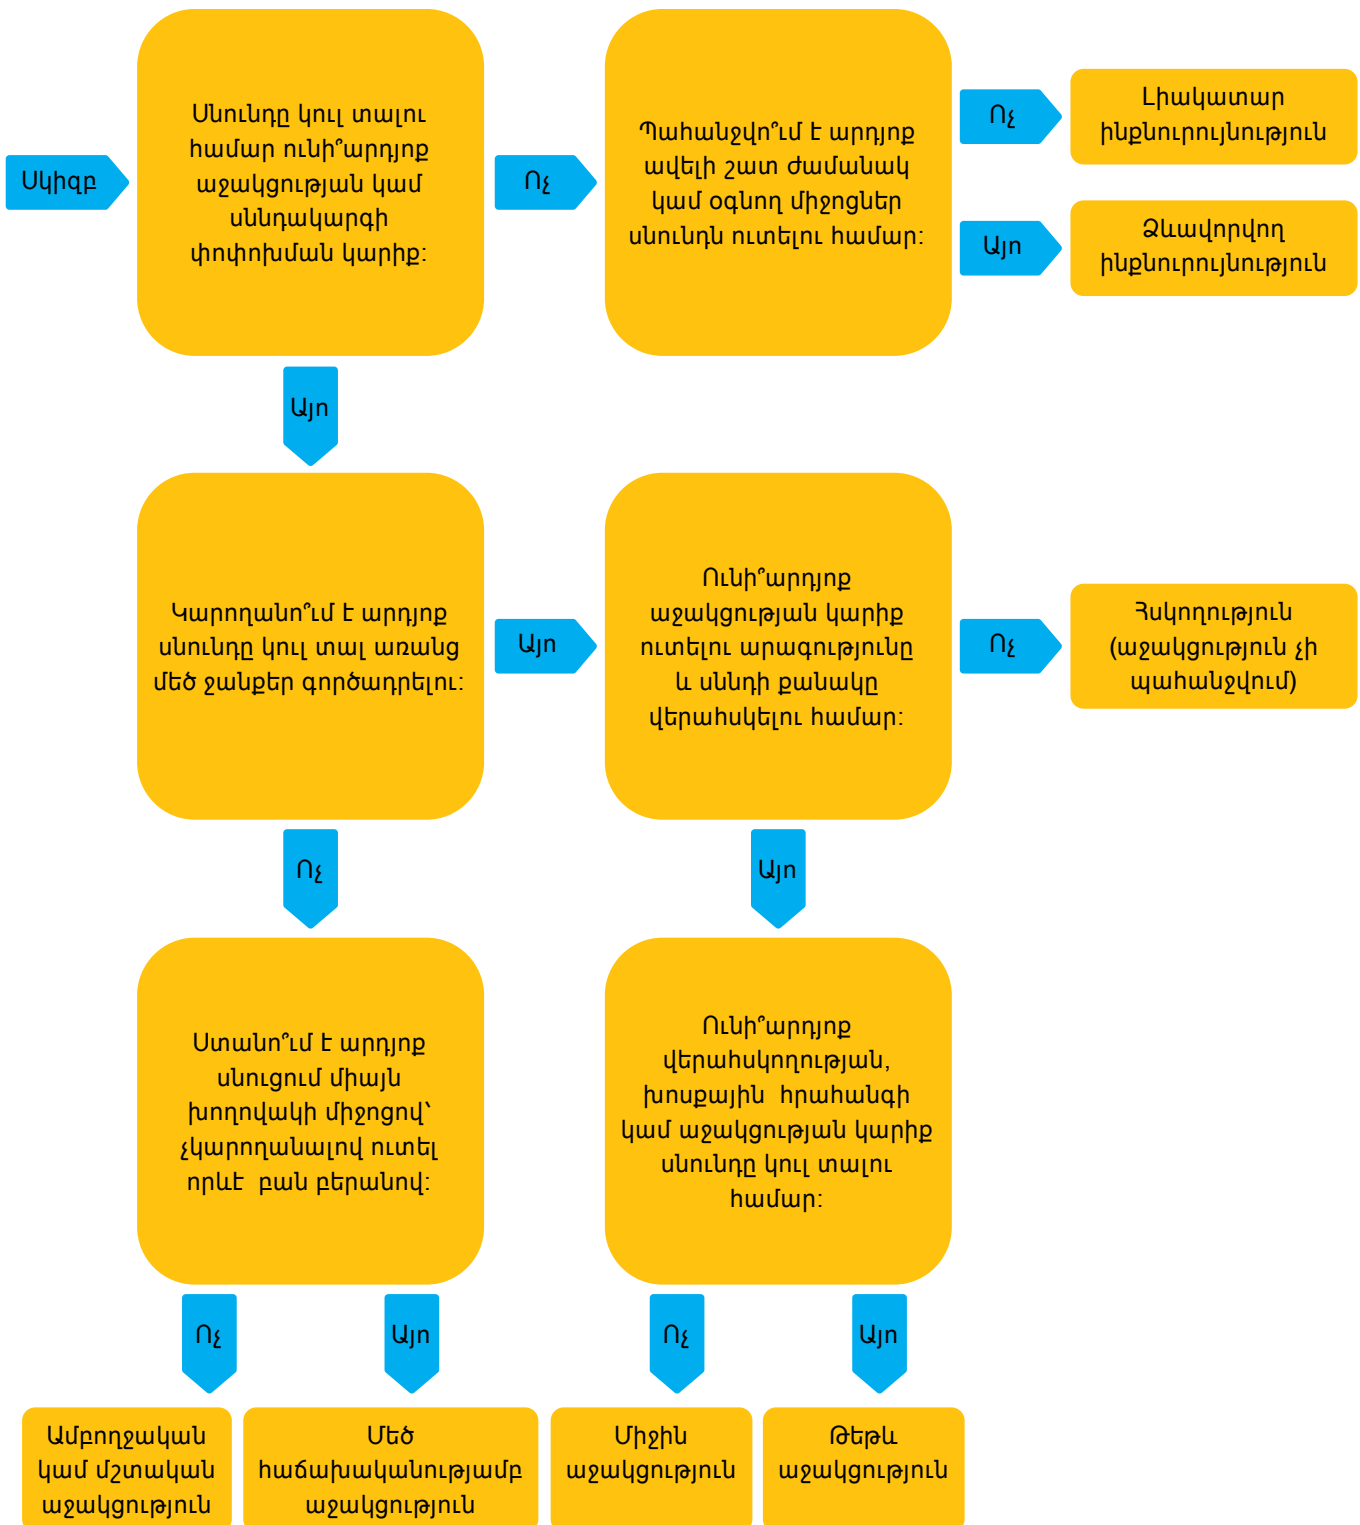 Սկիզբ
Սնունդը կուլ տալու
համար ունի՞արդյոք
աջակցության կամ
սննդակարգի
փոփոխման կարիք:
Ոչ
Պահանջվո՞ւմ է արդյոք
ավելի շատ ժամանակ
կամ օգնող միջոցներ
սնունդն ուտելու համար:
Ոչ
Լիակատար
ինքնուրույնություն
Այո
Ձևավորվող
ինքնուրույնություն
Այո
Կարողանո՞ւմ է արդյոք
սնունդը կուլ տալ առանց
մեծ ջանքեր գործադրելու:
Այո
Ունի՞արդյոք
աջակցության կարիք
ուտելու արագությունը
և սննդի քանակը
վերահսկելու համար:
Ոչ
Հսկողություն
(աջակցություն չի
պահանջվում)
Ոչ
Այո
Ստանո՞ւմ է արդյոք
սնուցում միայն
խողովակի միջոցով՝
չկարողանալով ուտել
որևէ բան բերանով:
Ունի՞արդյոք
վերահսկողության,
խոսքային հրահանգի
կամ աջակցության կարիք
սնունդը կուլ տալու
համար:
Ոչ
Այո
Ոչ
Այո
Ամբողջական
կամ մշտական
աջակցություն
Մեծ
հաճախականությամբ
աջակցություն
Միջին
աջակցություն
Թեթև
աջակցություն